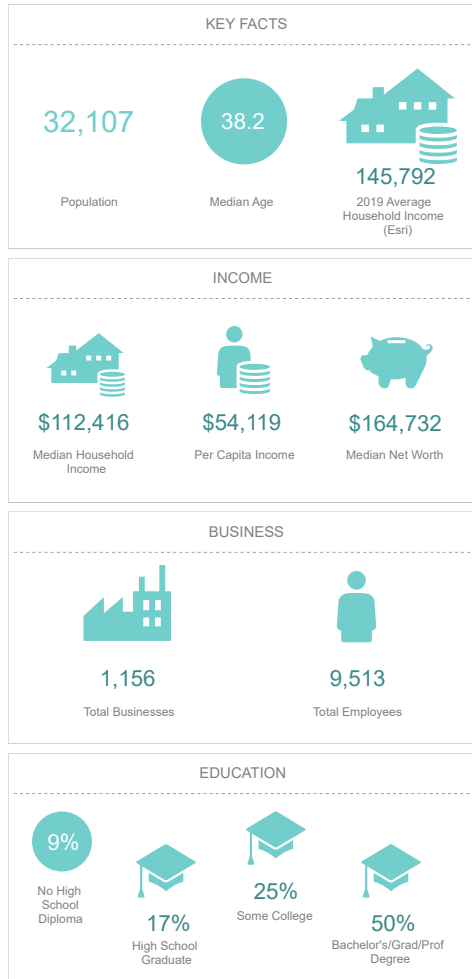 KEY FACTS
32,107
Population
38.2
Median Age
145,792
2019 Average
Household Income
(Esri)
INCOME
$112,416
Median Household
Income
$54,119
Per Capita Income
$164,732
Median Net Worth
BUSINESS
1,156
Total Businesses
9,513
Total Employees
EDUCATION
9%
No High
School
Diploma
17%
High School
Graduate
25%
Some College
50%
Bachelor's/Grad/Prof
Degree